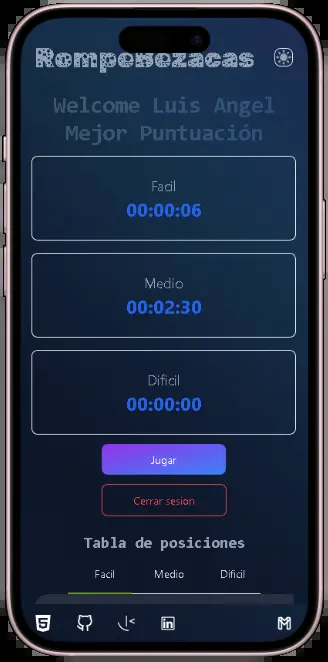 RompeBezacas
Welcome Luis Angel
Mejor Puntuación
Facil
00:00:06
Medio
00:02:30
Dificil
00:00:00
Jugar
Cerrar sesion
Tabla de posiciones
Facil Medio Dificil